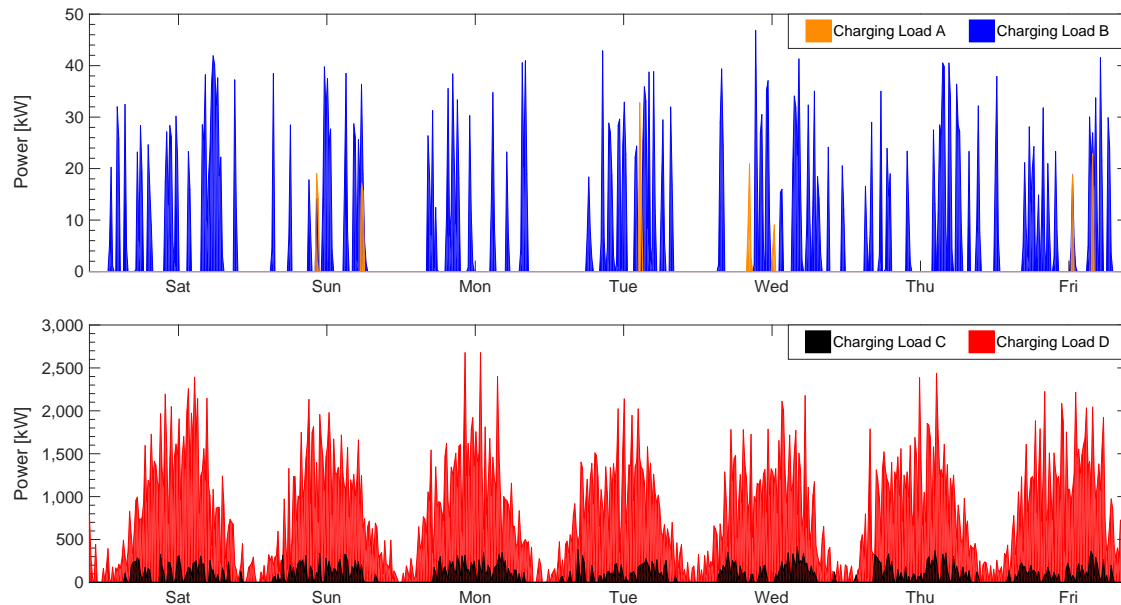 50
40
30
20
10
0
Power [kW]
Charging Load A Charging Load B
Sat Sun Mon Tue Wed Thu Fri
3,000
2,500
2,000
1,500
1,000
500
0
Power [kW]
Charging Load C Charging Load D
Sat Sun Mon Tue Wed Thu Fri